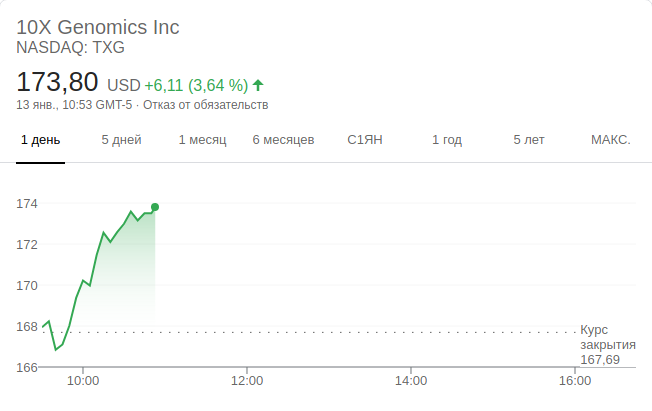 10X Genomics Inc
NASDAQ: TXG
173,80 USD +6,11 (3,64 %)
13 янв., 10:53 GMT-5 · Отказ от обязательств
1 день 5 дней 1 месяц 6 месяцев С1ЯН 1 год 5 лет МАКС.
174
172
170
168
166
Курс
закрытия
167,69
10:00 12:00 14:00 16:00